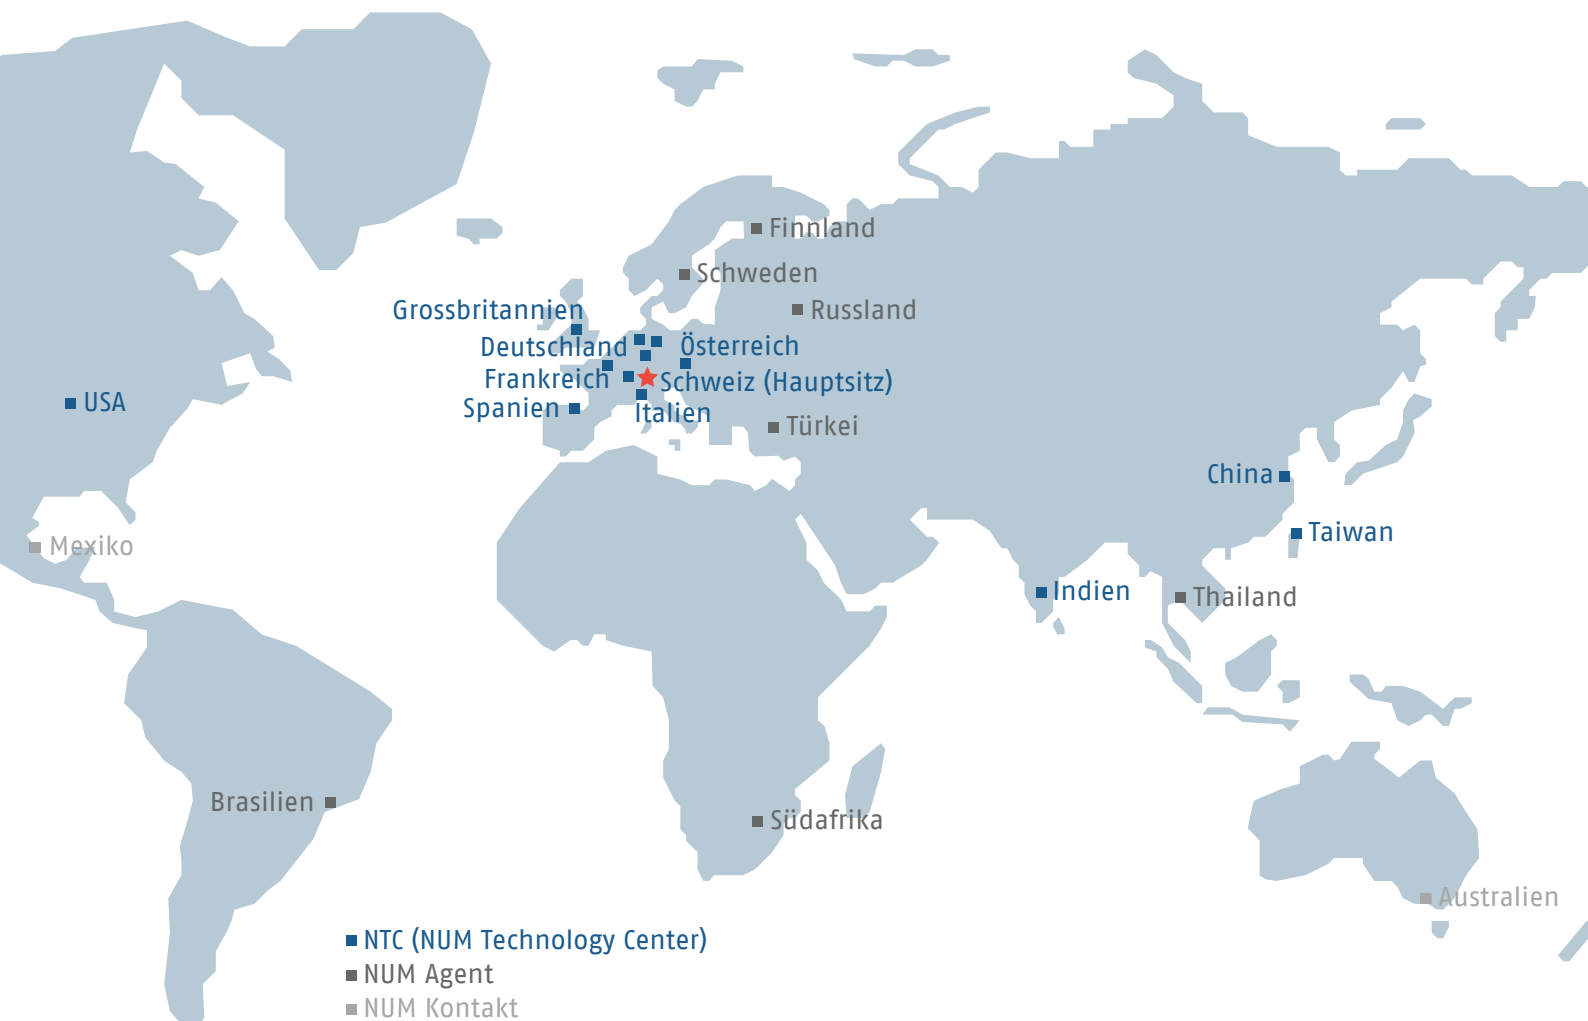 Finnland
Schweden
Grossbritannien
Russland
Deutschland
Österreich
Frankreich
Schweiz (Hauptsitz)
USA
Spanien
Italien
Türkei
China
Taiwan
Mexiko
Indien
Thailand
Brasilien
Südafrika
Australien
NTC (NUM Technology Center)
NUM Agent
NUM Kontakt